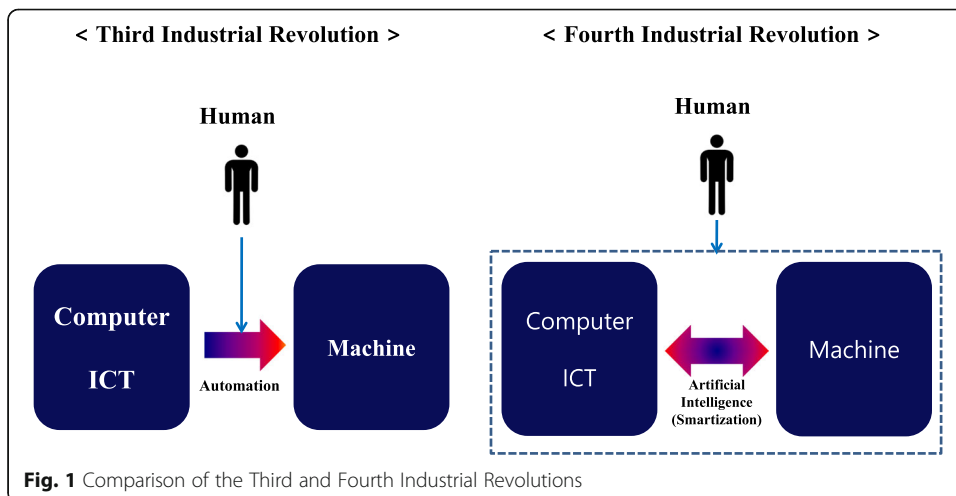 < Third Industrial Revolution >
Human
Computer
ICT
Automation
Machine
< Fourth Industrial Revolution >
Human
Computer
ICT
Artificial
Intelligence
(Smartization)
Machine
Fig. 1 Comparison of the Third and Fourth Industrial Revolutions